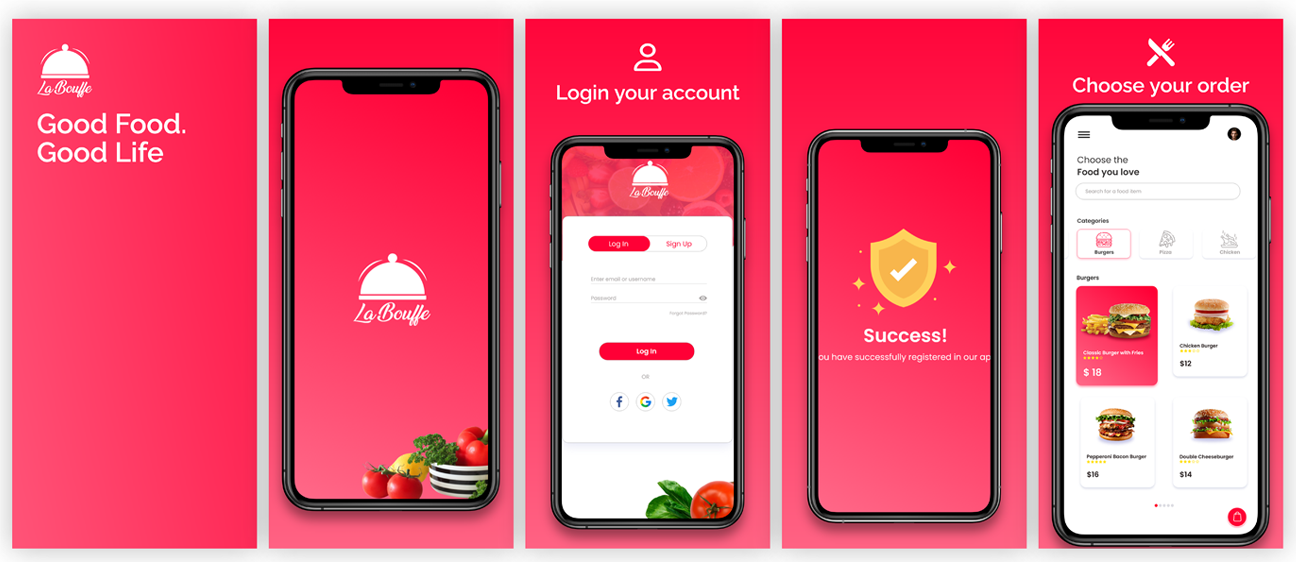 La Bouffe
Good Food.
Good Life
La Bouffe
Login your account
La Bouffe
Log In
Sign Up
Enter email or username
Password
Forgot Password?
Log In
OR
Success!
ou have successfully registered in our ap
Choose your order
Choose the
Food you love
Search for a food item
Categories
Burgers
Pizza
Chicken
Burgers
Classic Burger with Fries
$ 18
Chicken Burger
$12
Pepperoni Bacon Burger
$16
Double Cheeseburger
$14